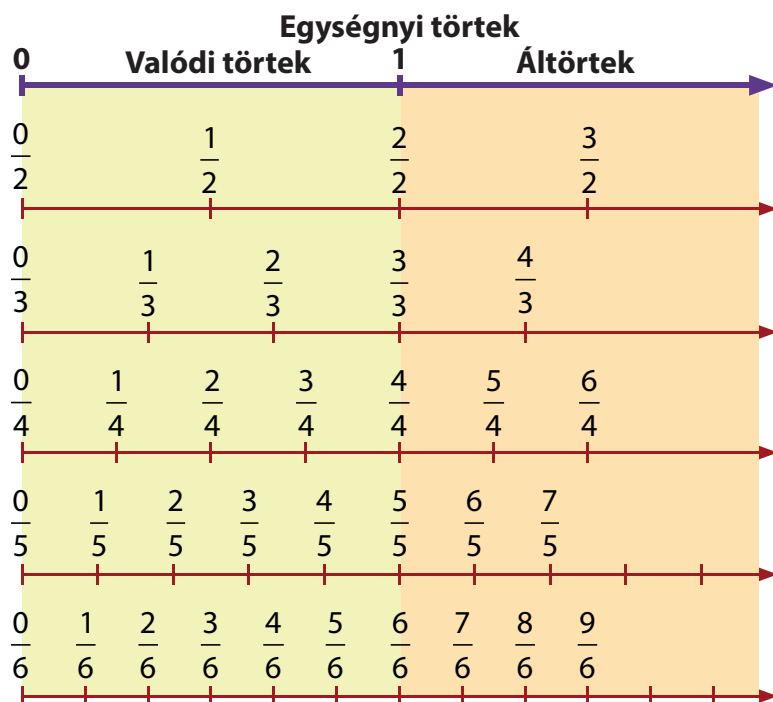 Egységnyi törtek
0 Valódi törtek 1 Áltörtek
0/2 1/2 2/2 3/2
0/3 1/3 2/3 3/3 4/3
0/4 1/4 2/4 3/4 4/4 5/4 6/4
0/5 1/5 2/5 3/5 4/5 5/5 6/5 7/5
0/6 1/6 2/6 3/6 4/6 5/6 6/6 7/6 8/6 9/6